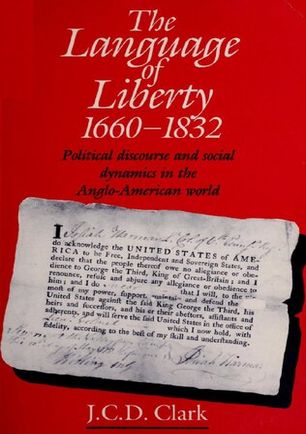 The
Language
of
Liberty
1660–1832
Political discourse and social
dynamics in the
Anglo-American world
I
do acknowledge the UNITED STATES of AME-
RICA to be Free, Independent and Sovereign States, and
declare that the people thereof owe no allegiance or obe-
dience to George the Third, King of Great-Britain; and I
renounce, refuse and abjure any allegiance or obedience to
him; and I do that I will, to the ut-
most of my power, support, maintain and defend the
United States against the said King George the Third, his
heirs and successors, and his or their abettors, assistants and
adherents, and will serve the said United States in the office of
which I now hold, with
fidelity, according to the best of my skill and understanding.
J.C.D. Clark